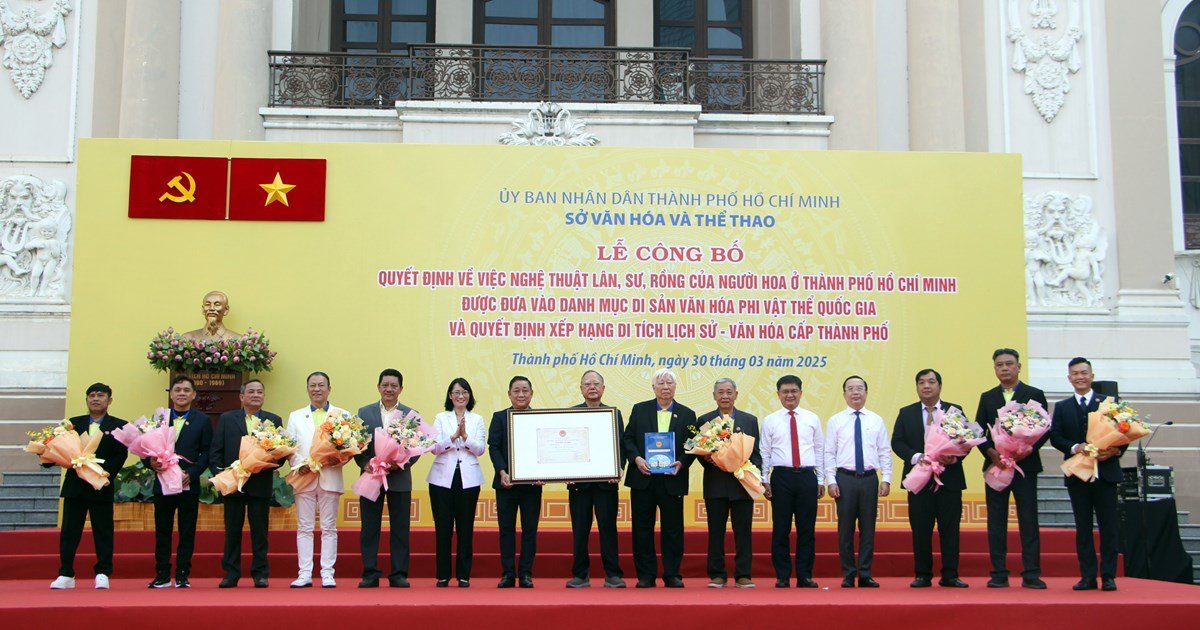 ỦY BAN NHÂN DÂN THÀNH PHỐ HỒ CHÍ MINH
SỞ VĂN HÓA VÀ THỂ THAO
LỄ CÔNG BỐ
QUYẾT ĐỊNH VỀ VIỆC NGHỆ THUẬT LÂN, SƯ, RỒNG CỦA NGƯỜI HOA Ở THÀNH PHỐ HỒ CHÍ MINH
ĐƯỢC ĐƯA VÀO DANH MỤC DI SẢN VĂN HÓA PHI VẬT THỂ QUỐC GIA
VÀ QUYẾT ĐỊNH XẾP HẠNG DI TÍCH LỊCH SỬ - VĂN HÓA CẤP THÀNH PHỐ
Thành phố Hồ Chí Minh, ngày 30 tháng 03 năm 2025